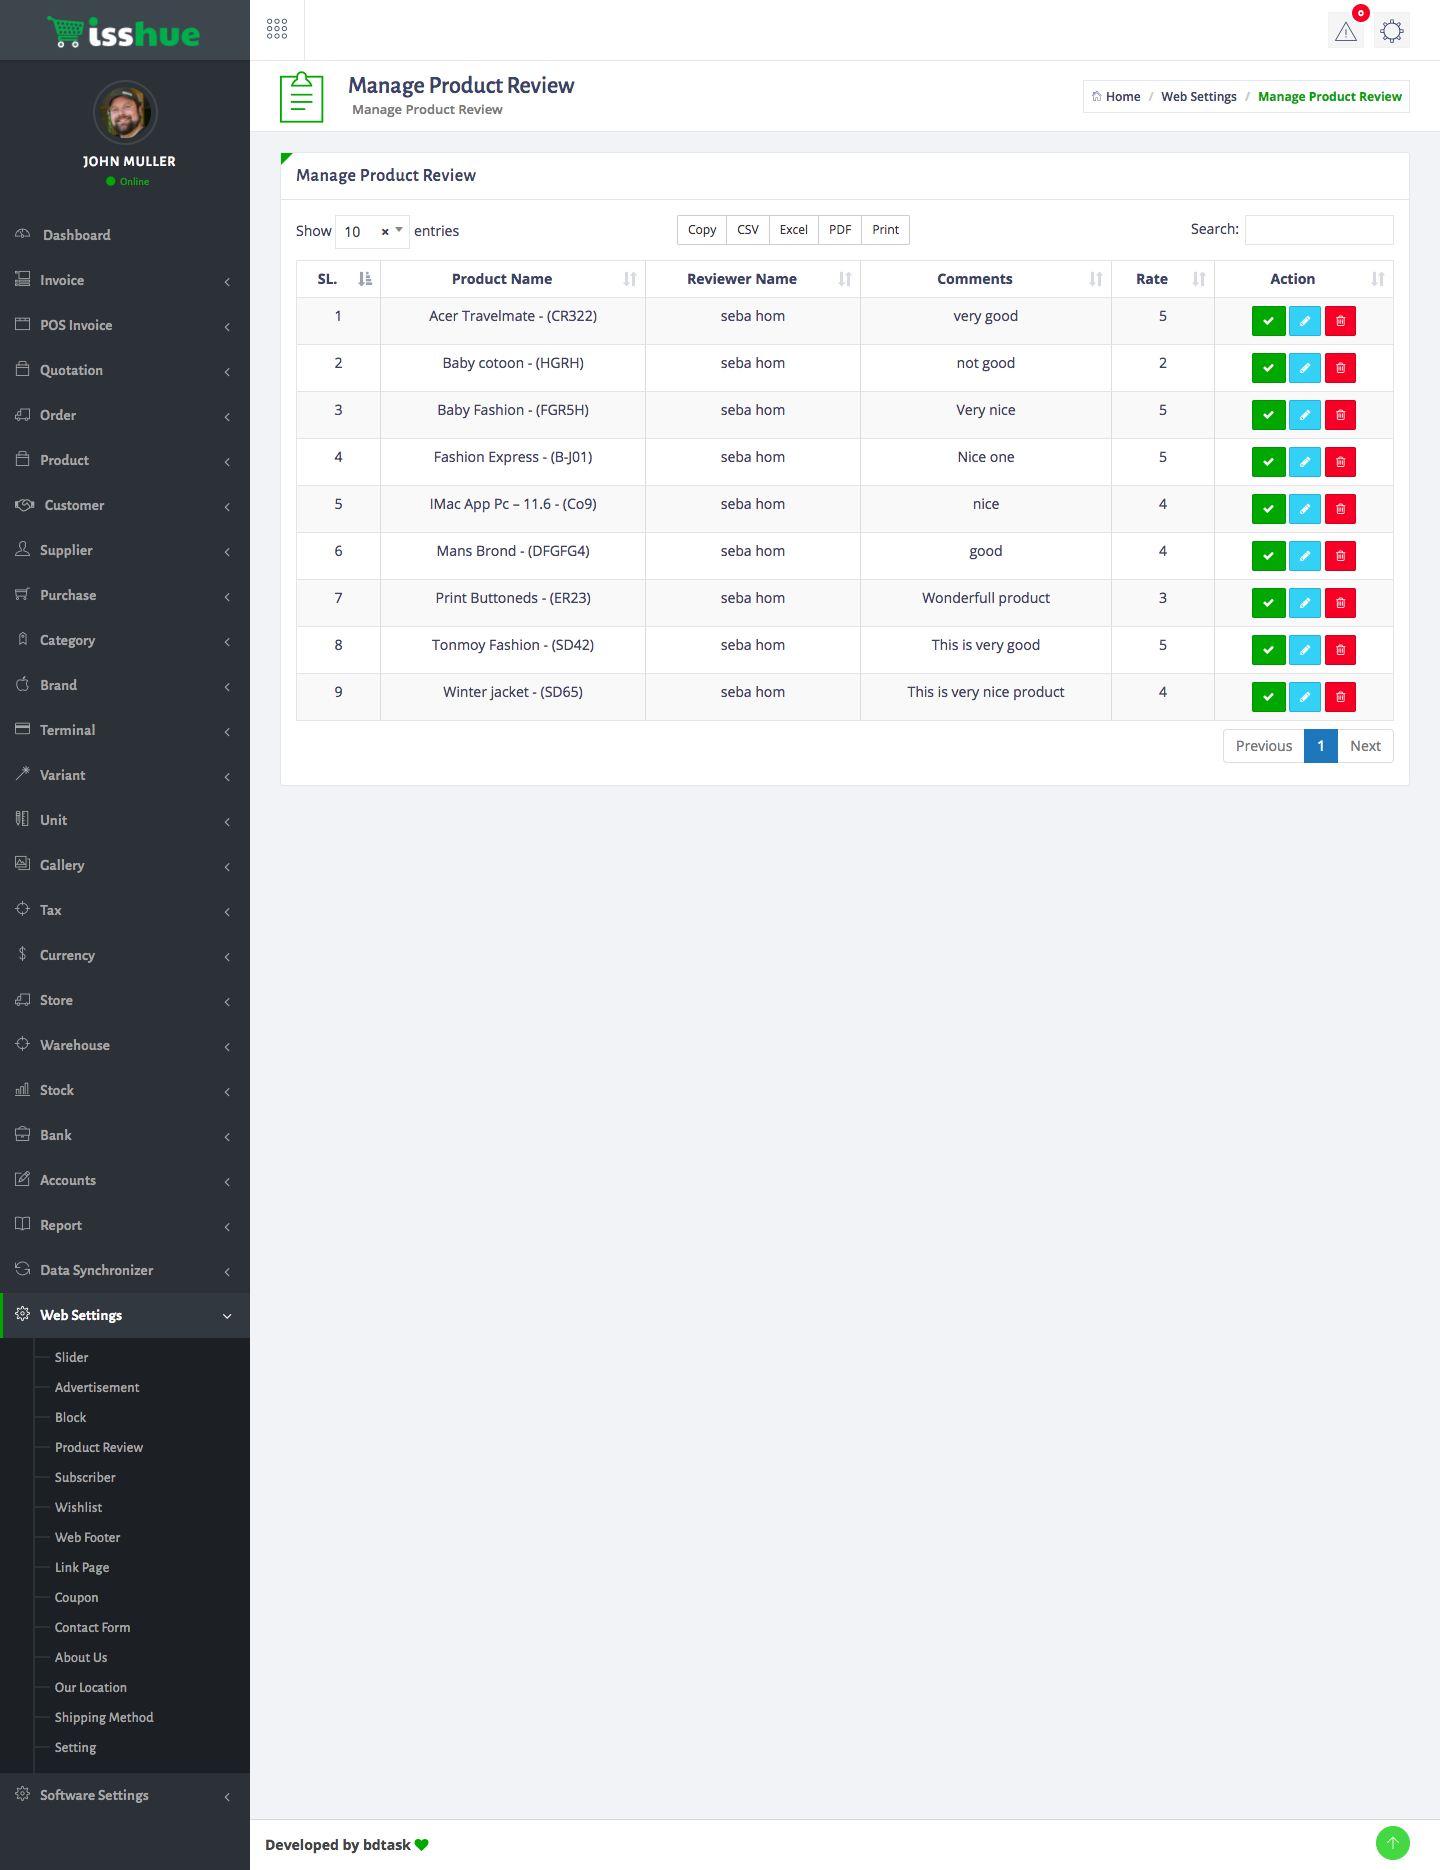 isshue
0
JOHN MULLER
Online
Dashboard
Invoice
POS Invoice
Quotation
Order
Product
Customer
Supplier
Purchase
Category
Brand
Terminal
Variant
Unit
Gallery
Tax
Currency
Store
Warehouse
Stock
Bank
Accounts
Report
Data Synchronizer
Web Settings
Slider
Advertisement
Block
Product Review
Subscriber
Wishlist
Web Footer
Link Page
Coupon
Contact Form
About Us
Our Location
Shipping Method
Setting
Software Settings
Manage Product Review
Manage Product Review
Home / Web Settings / Manage Product Review
Manage Product Review
Show 10 × entries Copy CSV Excel PDF Print Search:
SL. Product Name Reviewer Name Comments Rate Action
1 Acer Travelmate - (CR322) seba hom very good 5
2 Baby cotoon - (HGRH) seba hom not good 2
3 Baby Fashion - (FGR5H) seba hom Very nice 5
4 Fashion Express - (B-J01) seba hom Nice one 5
5 IMac App Pc – 11.6 - (Co9) seba hom nice 4
6 Mans Brond - (DFGFG4) seba hom good 4
7 Print Buttoneds - (ER23) seba hom Wonderfull product 3
8 Tonmoy Fashion - (SD42) seba hom This is very good 5
9 Winter jacket - (SD65) seba hom This is very nice product 4
Previous 1 Next
Developed by bdtask